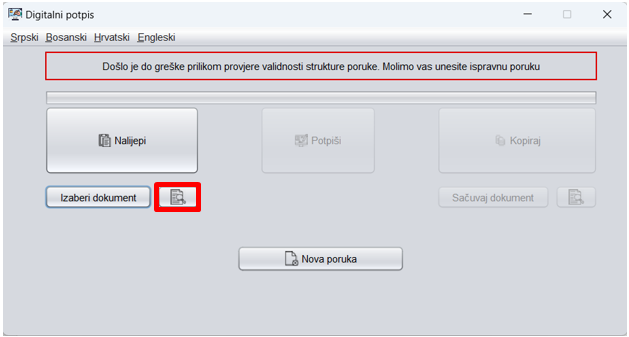 Digitalni potpis
Srpski Bosanski Hrvatski Engleski
Došlo je do greške prilikom provjere validnosti strukture poruke. Molimo vas unesite ispravnu poruku
Nalijepi Potpiši Kopiraj
Izaberi dokument Sačuvaj dokument
Nova poruka